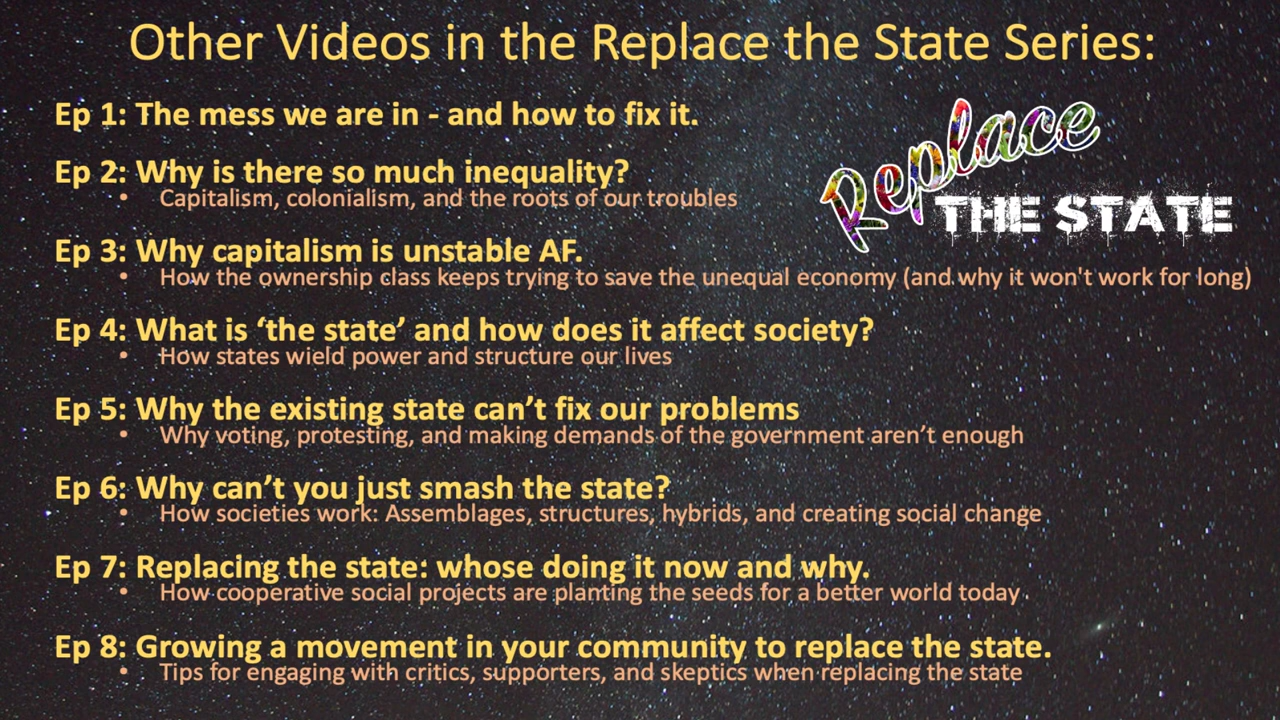 Other Videos in the Replace the State Series:
Ep 1: The mess we are in - and how to fix it.
Replace
THE STATE
Ep 2: Why is there so much inequality?
• Capitalism, colonialism, and the roots of our troubles
Ep 3: Why capitalism is unstable AF.
• How the ownership class keeps trying to save the unequal economy (and why it won't work for long)
Ep 4: What is ‘the state’ and how does it affect society?
• How states wield power and structure our lives
Ep 5: Why the existing state can’t fix our problems
• Why voting, protesting, and making demands of the government aren’t enough
Ep 6: Why can’t you just smash the state?
• How societies work: Assemblages, structures, hybrids, and creating social change
Ep 7: Replacing the state: whose doing it now and why.
• How cooperative social projects are planting the seeds for a better world today
Ep 8: Growing a movement in your community to replace the state.
• Tips for engaging with critics, supporters, and skeptics when replacing the state